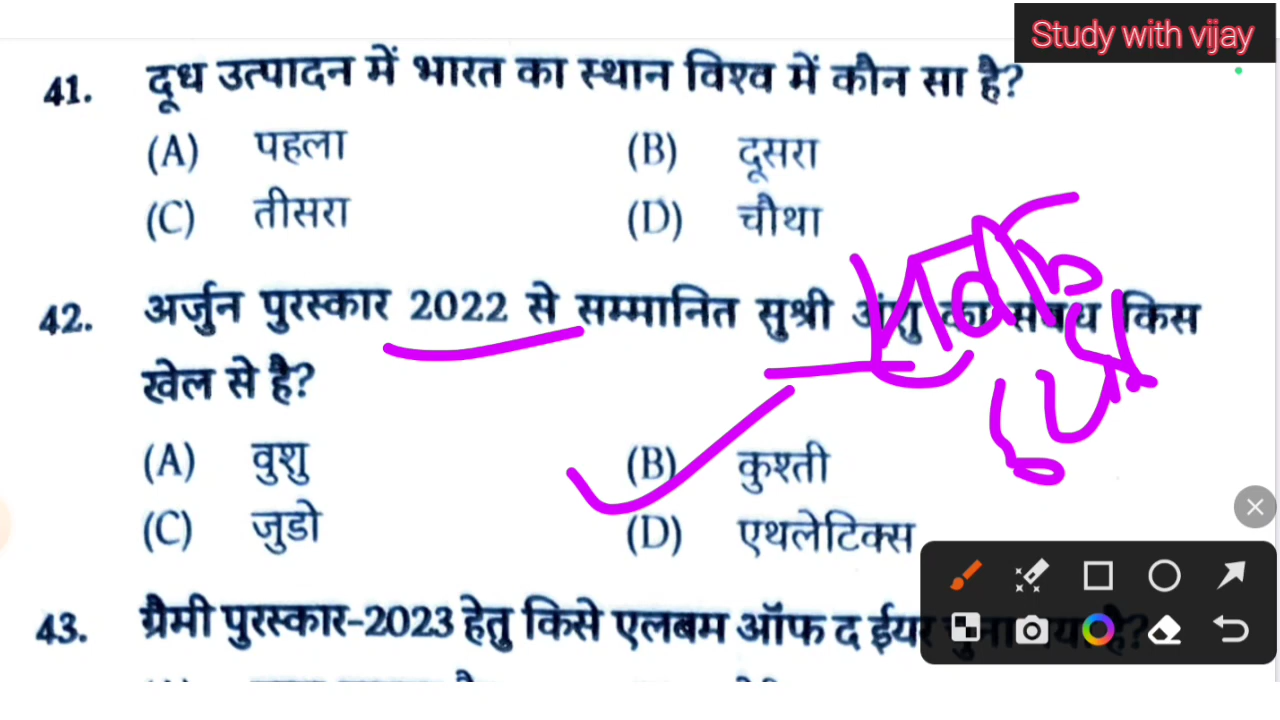 Study with vijay
41. दूध उत्पादन में भारत का स्थान विश्व में कौन सा है?
(A) पहला (B) दूसरा
(C) तीसरा (D) चौथा
42. अर्जुन पुरस्कार 2022 से सम्मानित सुश्री अंशु का संबंध किस
खेल से है?
(A) वुशु (B) कुश्ती
(C) जुडो (D) एथलेटिक्स
43. ग्रैमी पुरस्कार-2023 हेतु किसे एलबम ऑफ द ईयर चुना गया है?